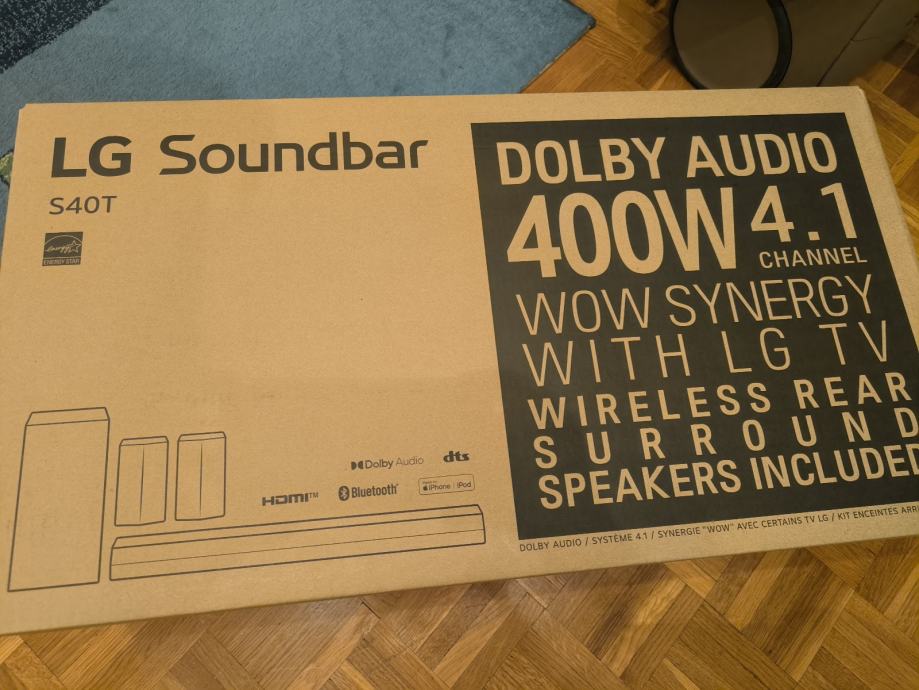 LG Soundbar
S40T
energy
ENERGY STAR
DOLBY AUDIO
400W 4.1
CHANNEL
WOW SYNERGY
WITH LG TV
WIRELESS REAR
SURROUND
SPEAKERS INCLUDED
DOLBY AUDIO / SYSTÈME 4.1 / SYNERGIE "WOW" AVEC CERTAINS TV LG / KIT ENCEINTES
Dolby Audio dts
HDMI™ Bluetooth® iPhone | iPod